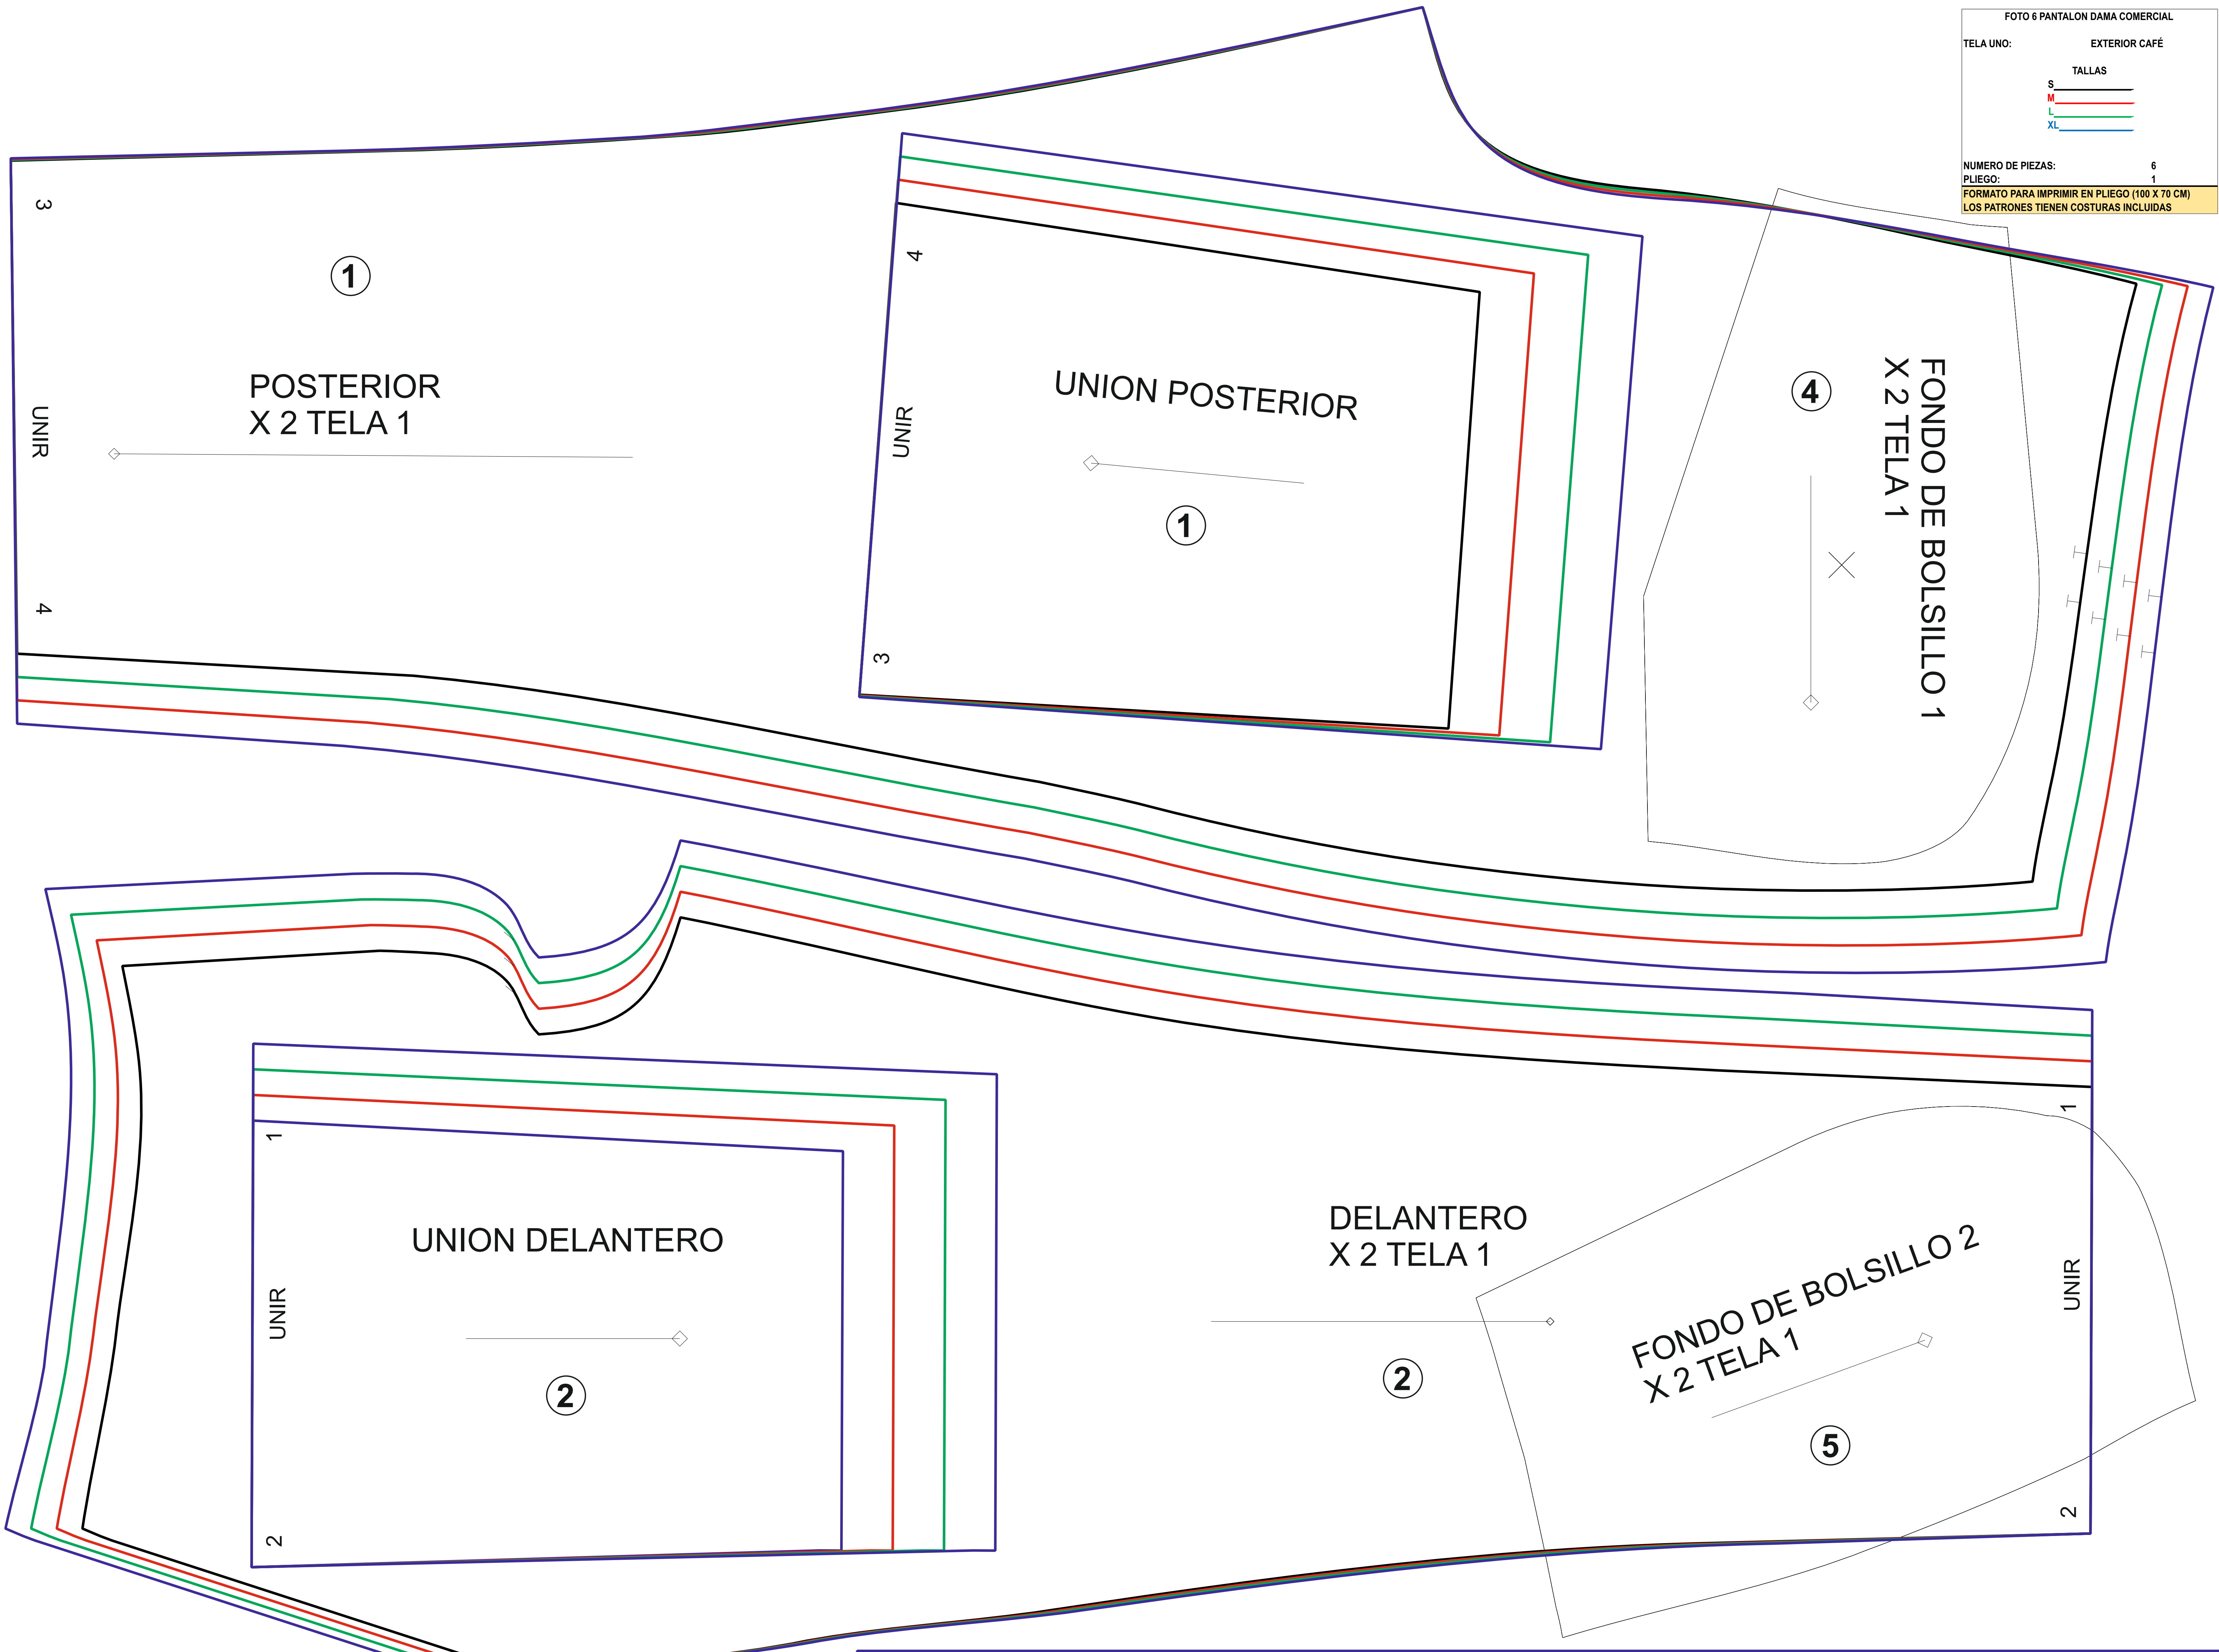 FOTO 6 PANTALON DAMA COMERCIAL
TELA UNO: EXTERIOR CAFÉ
TALLAS
S
M
L
XL
NUMERO DE PIEZAS: 6
PLIEGO: 1
FORMATO PARA IMPRIMIR EN PLIEGO (100 X 70 CM)
LOS PATRONES TIENEN COSTURAS INCLUIDAS
3
UNIR
4
1
POSTERIOR
X 2 TELA 1
4
UNIR
3
UNION POSTERIOR
1
4
FONDO DE BOLSILLO 1
X 2 TELA 1
1
UNIR
2
UNION DELANTERO
2
DELANTERO
X 2 TELA 1
2
FONDO DE BOLSILLO 2
X 2 TELA 1
5
1
UNIR
2